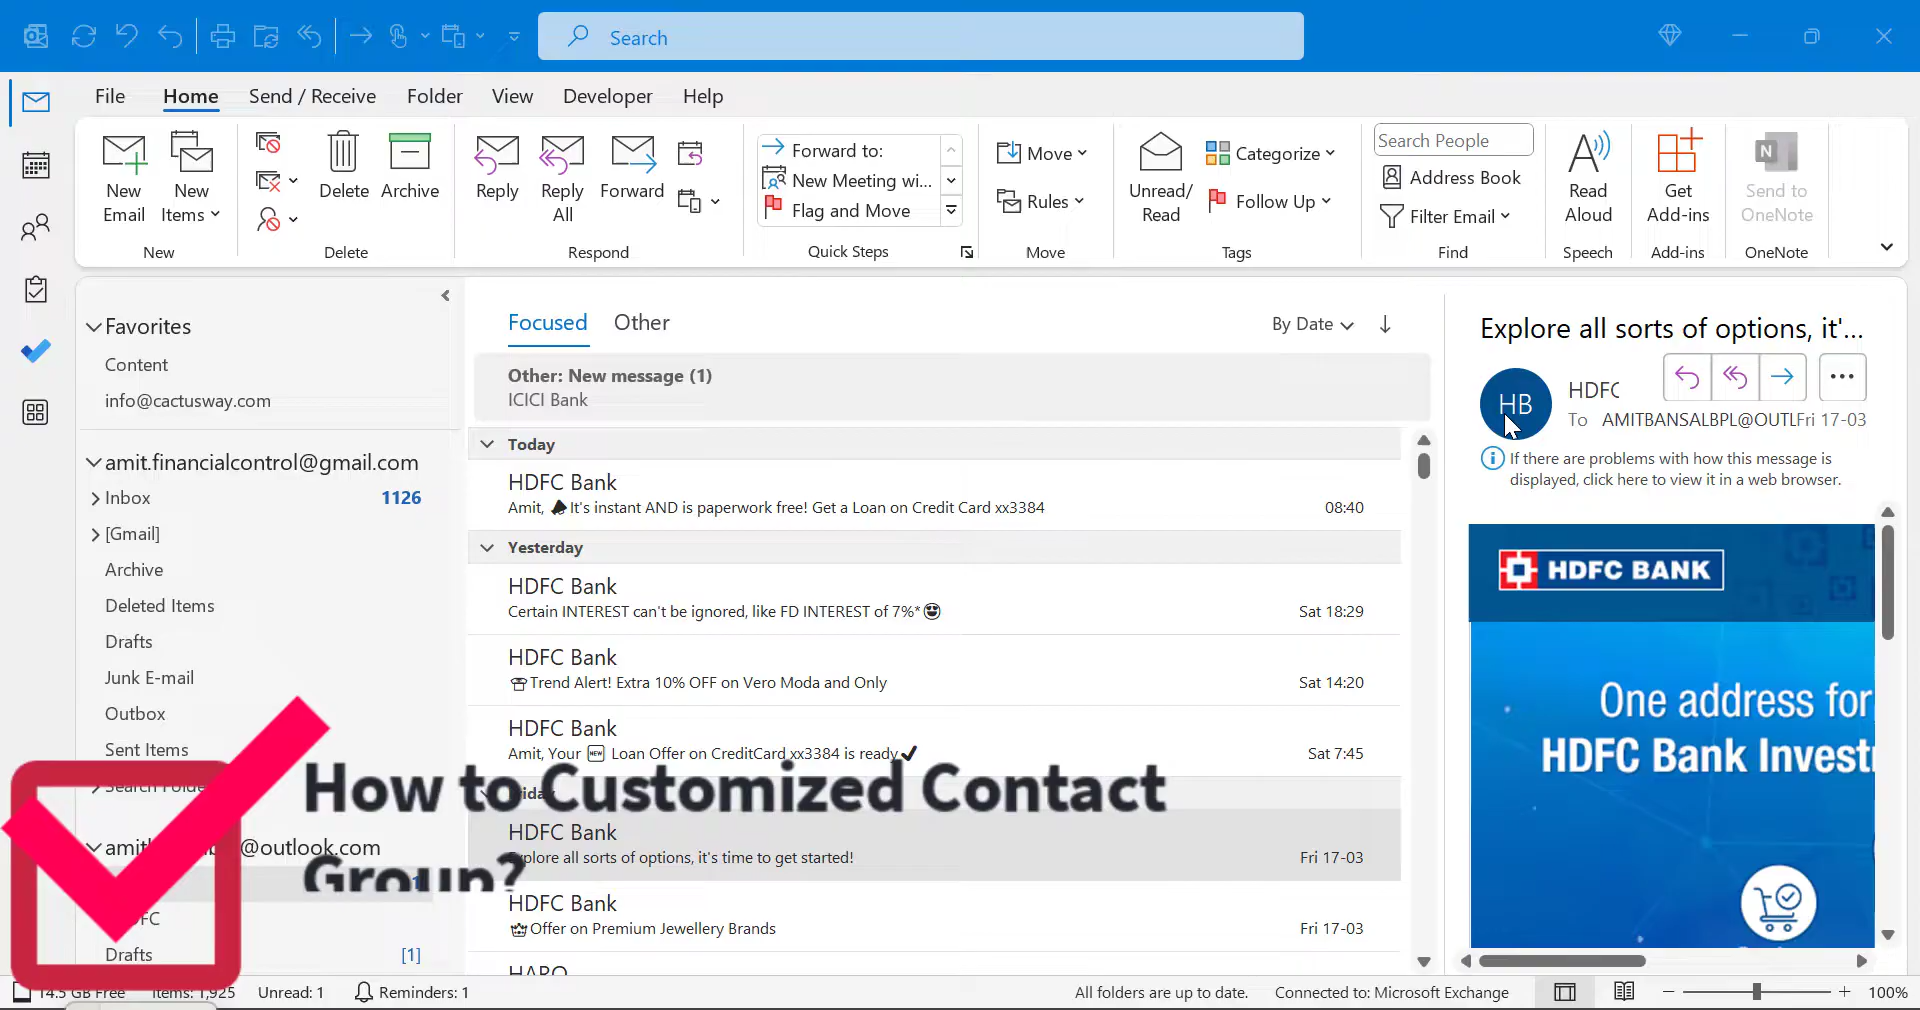 Search
File Home Send / Receive Folder View Developer Help
New Email
New Items
Delete
Archive
Reply
Reply All
Forward
Forward to:
New Meeting wi...
Flag and Move
Move
Rules
Unread/ Read
Categorize
Follow Up
Search People
Address Book
Filter Email
Read Aloud
Get Add-ins
N
Send to OneNote
New
Delete
Respond
Quick Steps
Move
Tags
Find
Speech
Add-ins
OneNote
Favorites
Content
info@cactusway.com
amit.financialcontrol@gmail.com
Inbox 1126
[Gmail]
Archive
Deleted Items
Drafts
Junk E-mail
Outbox
Sent Items
Search
@outlook.com
Drafts [1]
Focused Other
By Date
Other: New message (1)
ICICI Bank
Today
HDFC Bank
Amit, It's instant AND is paperwork free! Get a Loan on Credit Card xx3384 08:40
Yesterday
HDFC Bank
Certain INTEREST can't be ignored, like FD INTEREST of 7%*😍 Sat 18:29
HDFC Bank
Trend Alert! Extra 10% OFF on Vero Moda and Only Sat 14:20
HDFC Bank
Amit, Your NEW Loan Offer on CreditCard xx3384 is ready✔ Sat 7:45
How to Customized Contact
Group?
HDFC Bank
Explore all sorts of options, it's time to get started! Fri 17-03
HDFC Bank
Offer on Premium Jewellery Brands Fri 17-03
Explore all sorts of options, it'...
HB
HDFC
To AMITBANSALBPL@OUTL Fri 17-03
If there are problems with how this message is
displayed, click here to view it in a web browser.
HDFC BANK
One address for
HDFC Bank
14.5 GB Free Items: 1,925 Unread: 1 Reminders: 1
All folders are up to date. Connected to: Microsoft Exchange 100%